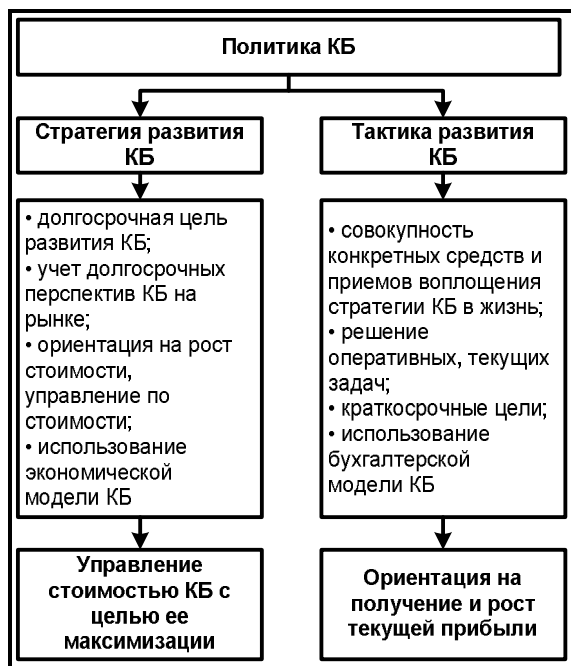 Политика КБ
Стратегия развития
КБ
Тактика развития
КБ
• долгосрочная цель
развития КБ;
• учет долгосрочных
перспектив КБ на
рынке;
• ориентация на рост
стоимости,
управление по
стоимости;
• использование
экономической
модели КБ
• совокупность
конкретных средств и
приемов воплощения
стратегии КБ в жизнь;
• решение
оперативных, текущих
задач;
• краткосрочные цели;
• использование
бухгалтерской
модели КБ
Управление
стоимостью КБ с
целью ее
максимизации
Ориентация на
получение и рост
текущей прибыли